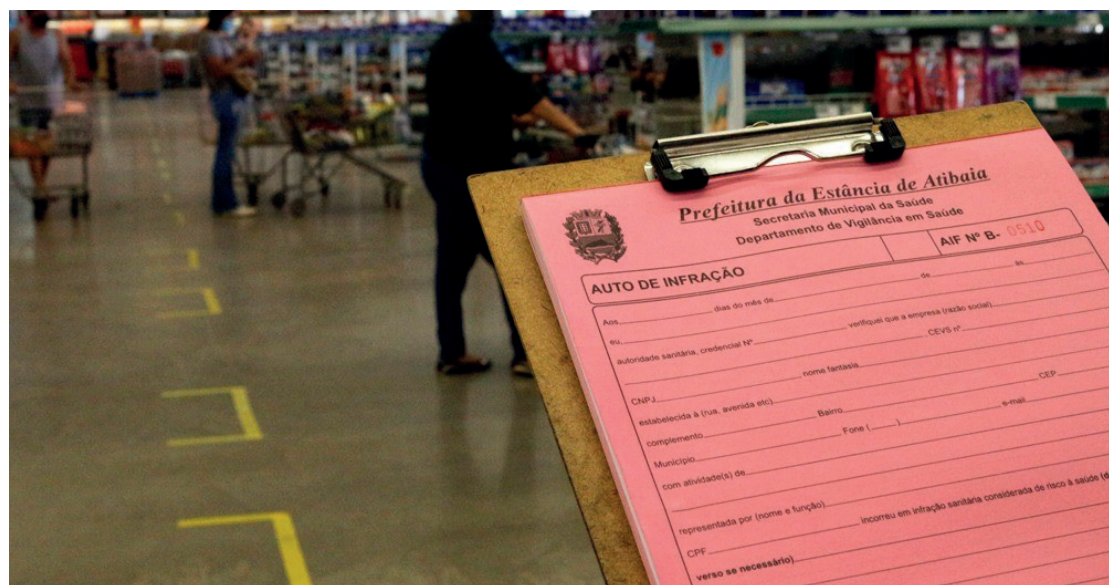 Prefeitura da Estância de Atibaia
Secretaria Municipal da Saúde
Departamento de Vigilância em Saúde
AUTO DE INFRAÇÃO AIF Nº B- 0510
Aos dias do mês de de às
eu,
verifiquei que a empresa (razão social)
autoridade sanitária, credencial Nº , CEVS nº
CNPJ nome fantasia
estabelecida à (rua, avenida etc)
complemento Bairro CEP
Município Fone ( ) e-mail
com atividade(s) de
representada por (nome e função)
CPF incorreu em infração sanitária considerada de risco à saúde (
verso se necessário)